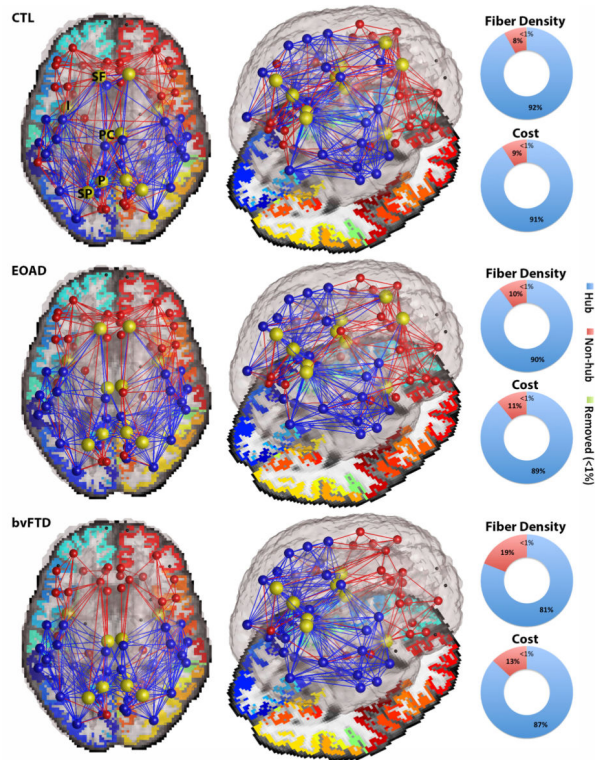 CTL
SF
I
PC
P
SP
Fiber Density
<1%
8%
92%
Cost
<1%
9%
91%
EOAD
Fiber Density
<1%
10%
90%
Cost
<1%
11%
89%
Hub
Non-hub
Removed (<1%)
bvFTD
Fiber Density
<1%
19%
81%
Cost
<1%
13%
87%